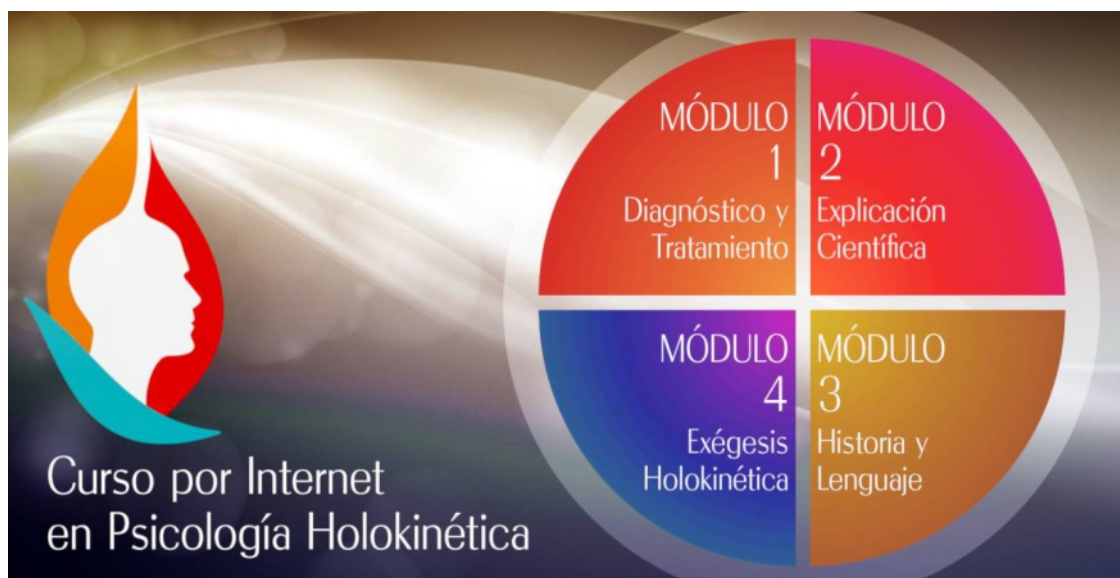 MÓDULO
1
Diagnóstico y
Tratamiento
MÓDULO
2
Explicación
Científica
MÓDULO
3
Historia y
Lenguaje
MÓDULO
4
Exégesis
Holokinética
Curso por Internet
en Psicología Holokinética